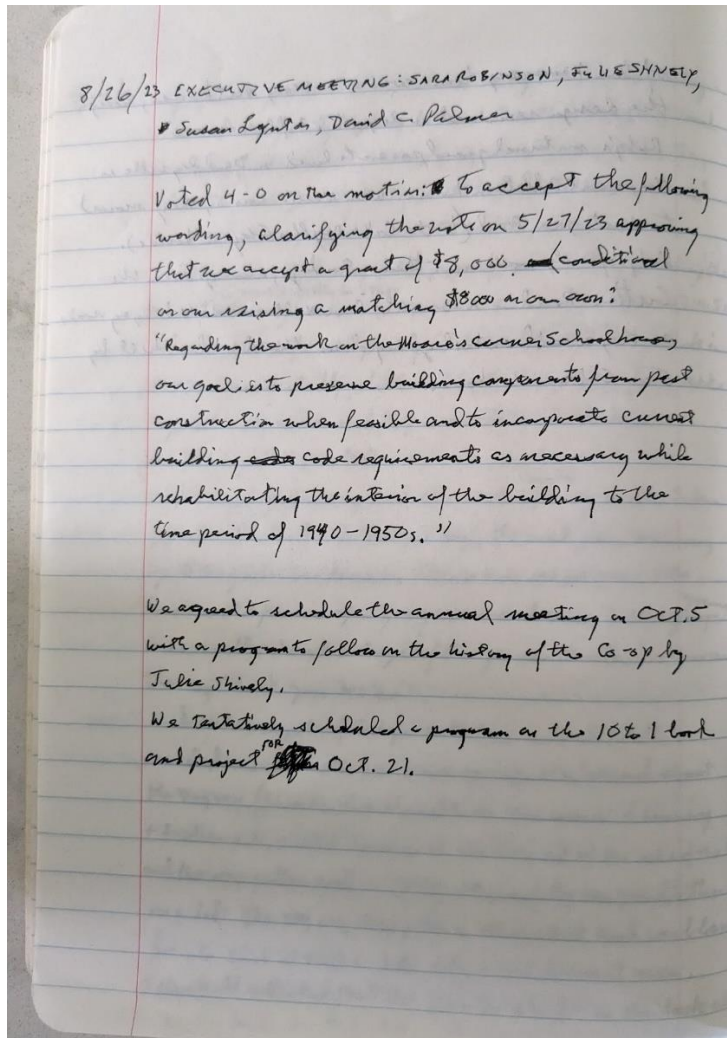 8/26/23 EXECUTIVE MEETING: SARA ROBINSON, JULIE SHIVELY,
Susan Lynton, David C. Palmer
Voted 4-0 on the motion: to accept the following
wording, clarifying the vote on 5/27/23 approving
that we accept a grant of $8,000 conditional
on our raising a matching $8000 on our own:
"Regarding the work on the Moore's Corner Schoolhouse,
our goal is to preserve building components from past
construction when feasible and to incorporate current
building code requirements as necessary while
rehabilitating the interior of the building to the
time period of 1940-1950s."
We agreed to schedule the annual meeting on OCT. 5
with a program to follow on the history of the Co-op by
Julie Shively.
We tentatively scheduled a program on the 10 to 1 book
and project FOR Oct. 21.